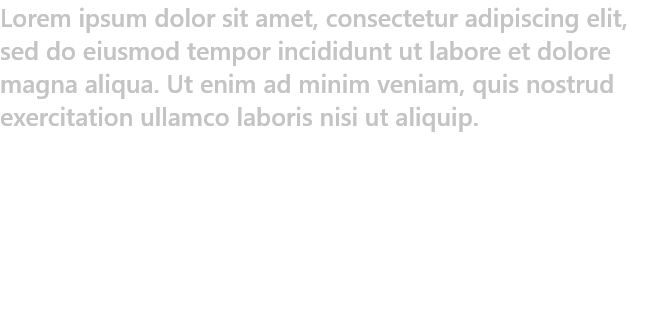 Lorem ipsum dolor sit amet, consectetur adipiscing elit,
sed do eiusmod tempor incididunt ut labore et dolore
magna aliqua. Ut enim ad minim veniam, quis nostrud
exercitation ullamco laboris nisi ut aliquip.